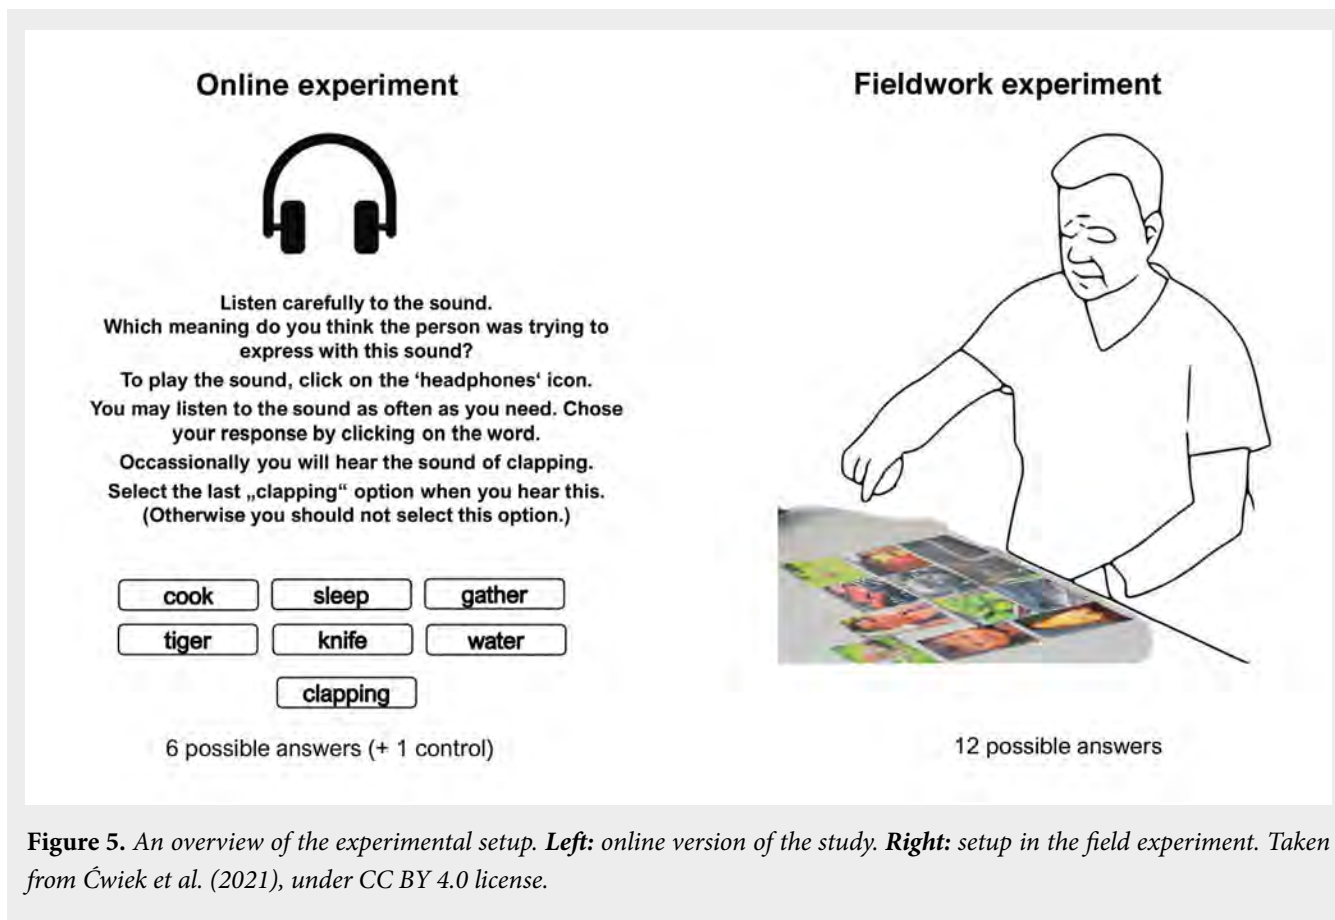 Online experiment
Listen carefully to the sound.
Which meaning do you think the person was trying to
express with this sound?
To play the sound, click on the ‘headphones‘ icon.
You may listen to the sound as often as you need. Chose
your response by clicking on the word.
Occassionally you will hear the sound of clapping.
Select the last „clapping“ option when you hear this.
(Otherwise you should not select this option.)
cook sleep gather
tiger knife water
clapping
6 possible answers (+ 1 control)
Fieldwork experiment
12 possible answers
Figure 5. An overview of the experimental setup. Left: online version of the study. Right: setup in the field experiment. Taken
from Ćwiek et al. (2021), under CC BY 4.0 license.